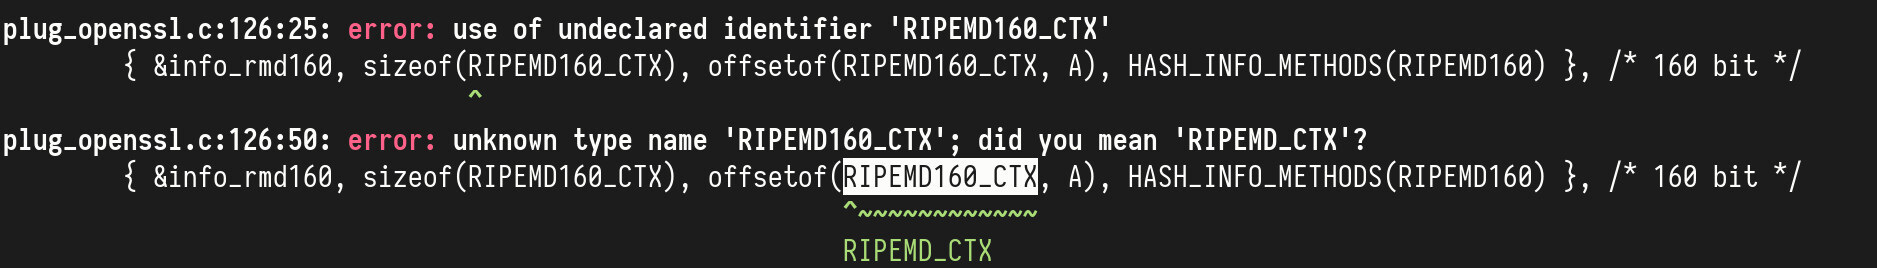 plug_openssl.c:126:25: error: use of undeclared identifier 'RIPEMD160_CTX'
{ &info_rmd160, sizeof(RIPEMD160_CTX), offsetof(RIPEMD160_CTX, A), HASH_INFO_METHODS(RIPEMD160) }, /* 160 bit */
^
plug_openssl.c:126:50: error: unknown type name 'RIPEMD160_CTX'; did you mean 'RIPEMD_CTX'?
{ &info_rmd160, sizeof(RIPEMD160_CTX), offsetof(RIPEMD160_CTX, A), HASH_INFO_METHODS(RIPEMD160) }, /* 160 bit */
^~~~~~~~~~~~~
RIPEMD_CTX